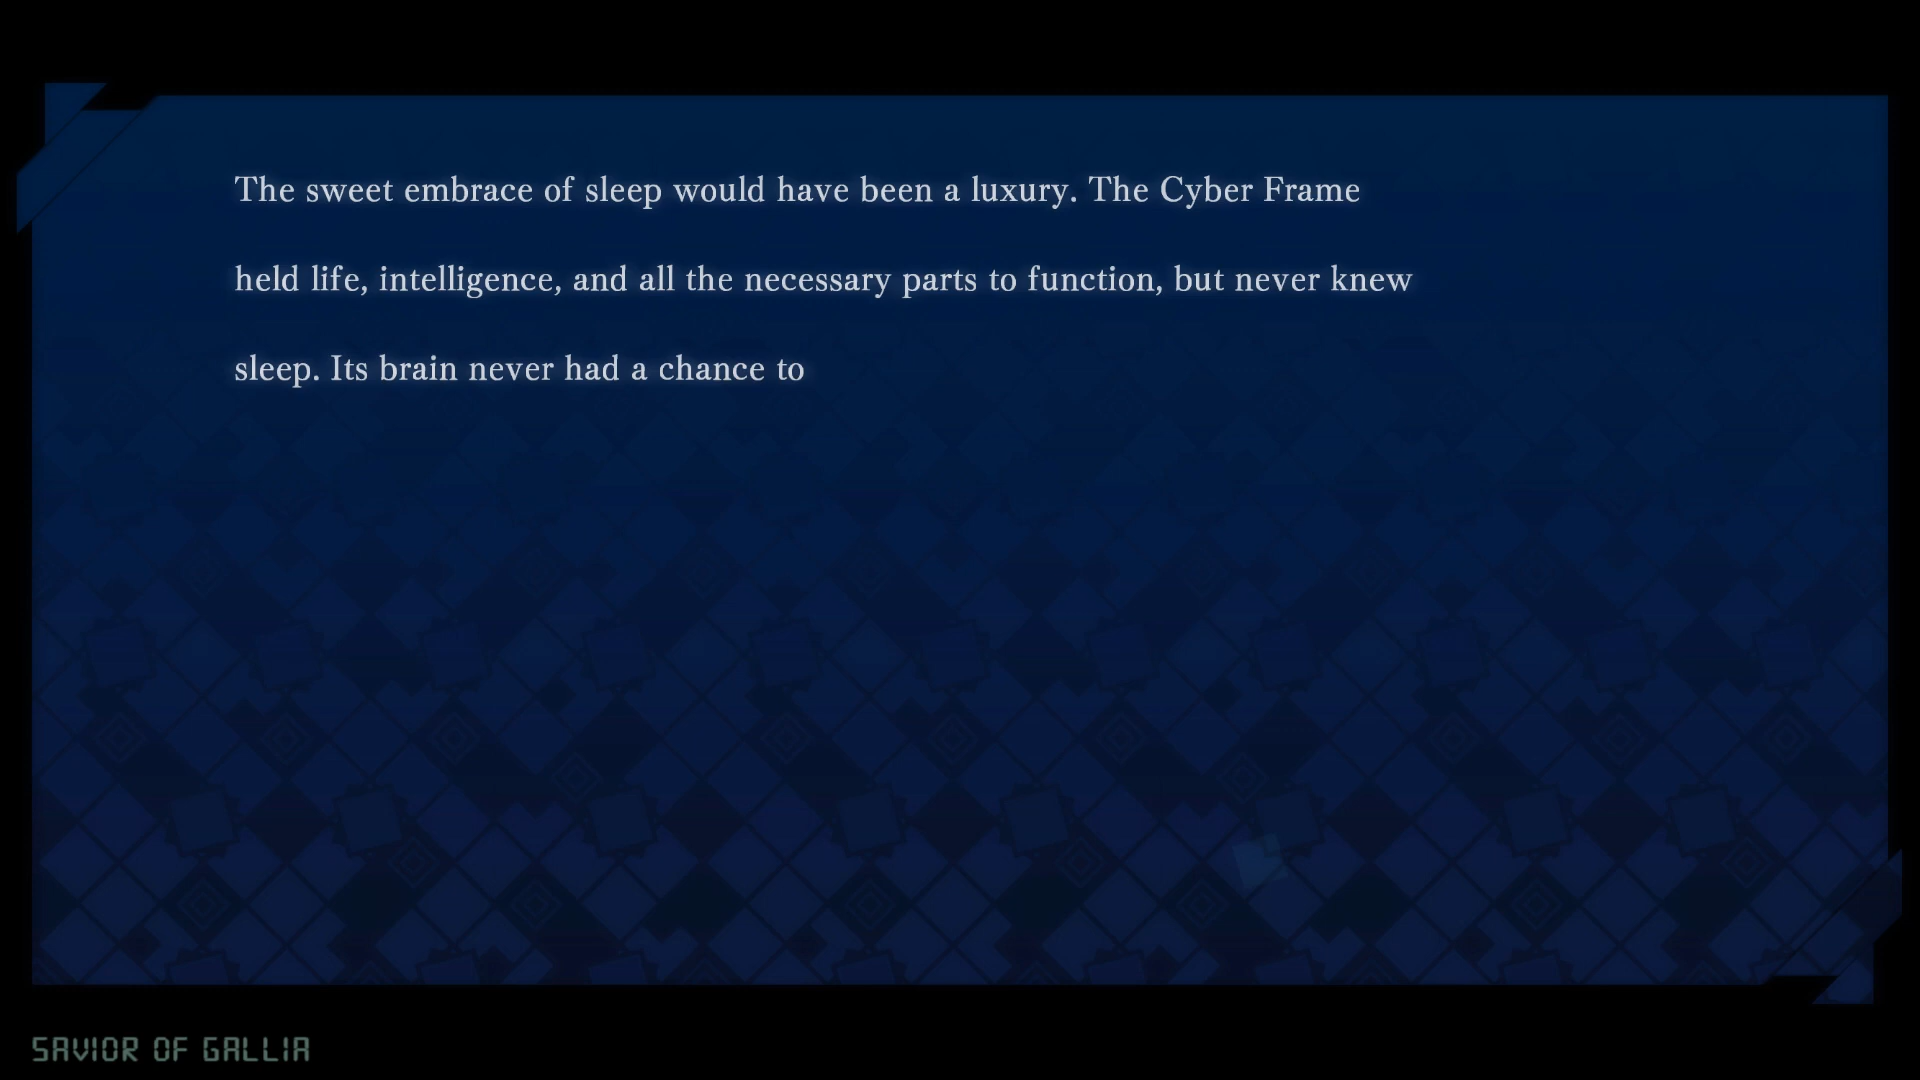 The sweet embrace of sleep would have been a luxury. The Cyber Frame
held life, intelligence, and all the necessary parts to function, but never knew
sleep. Its brain never had a chance to
SAVIOR OF GALLIA